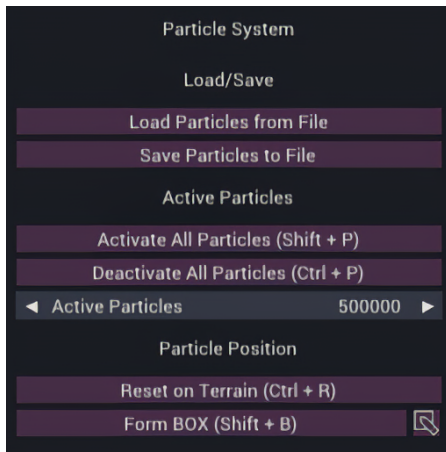 Particle System
Load/Save
Load Particles from File
Save Particles to File
Active Particles
Activate All Particles (Shift + P)
Deactivate All Particles (Ctrl + P)
Active Particles 500000
Particle Position
Reset on Terrain (Ctrl + R)
Form BOX (Shift + B)